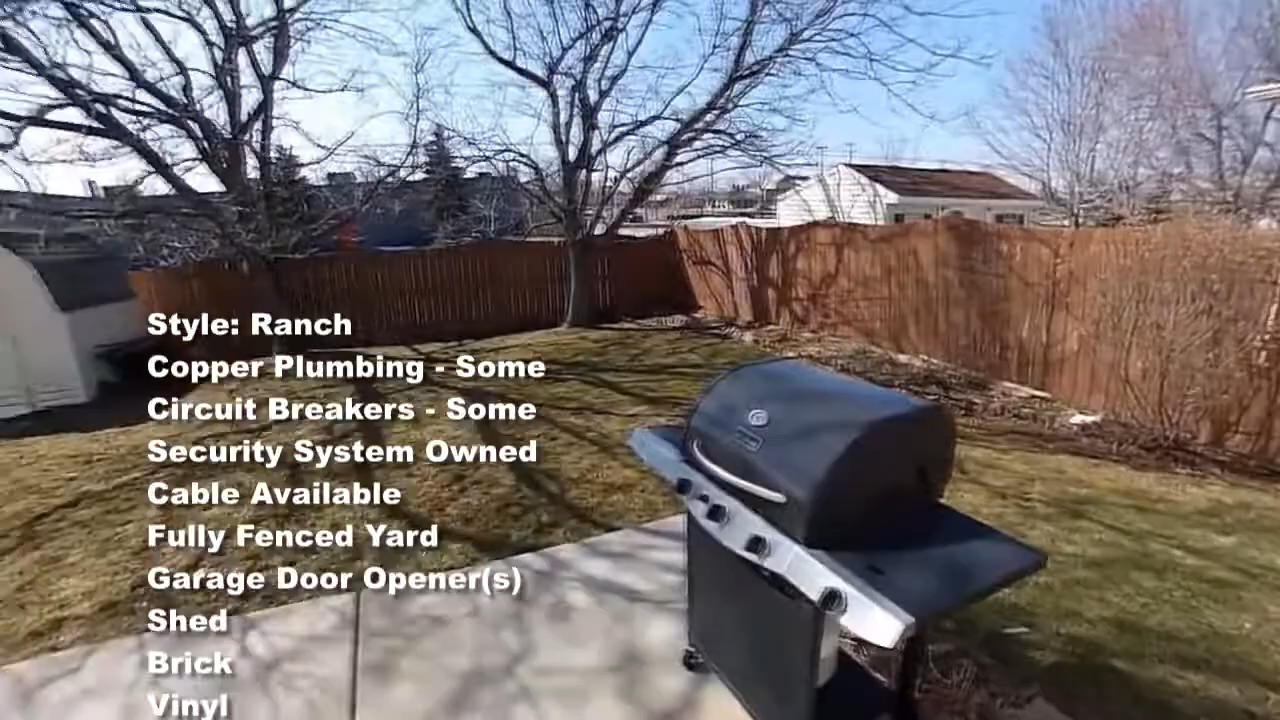 Style: Ranch
Copper Plumbing - Some
Circuit Breakers - Some
Security System Owned
Cable Available
Fully Fenced Yard
Garage Door Opener(s)
Shed
Brick
Vinyl